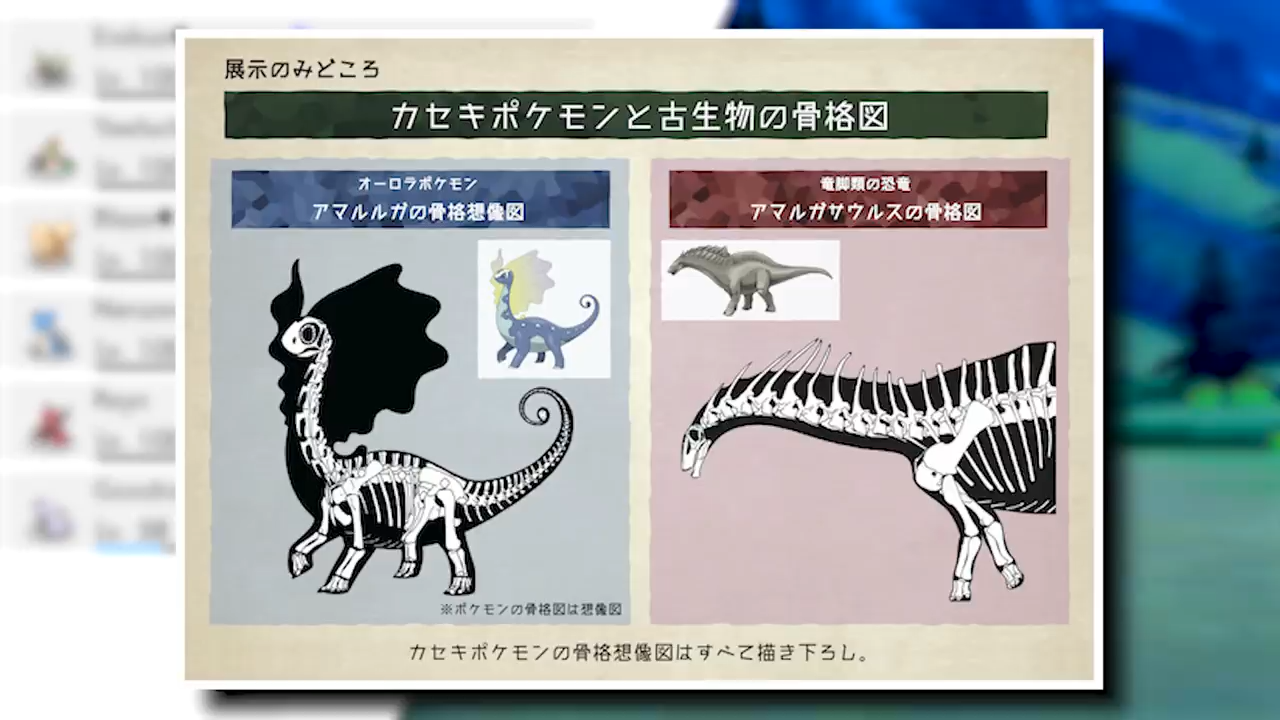 展示のみどころ
カセキポケモンと古生物の骨格図
オーロラポケモン
アマルルガの骨格想像図
※ポケモンの骨格図は想像図
竜脚類の恐竜
アマルガサウルスの骨格図
カセキポケモンの骨格想像図はすべて描き下ろし。